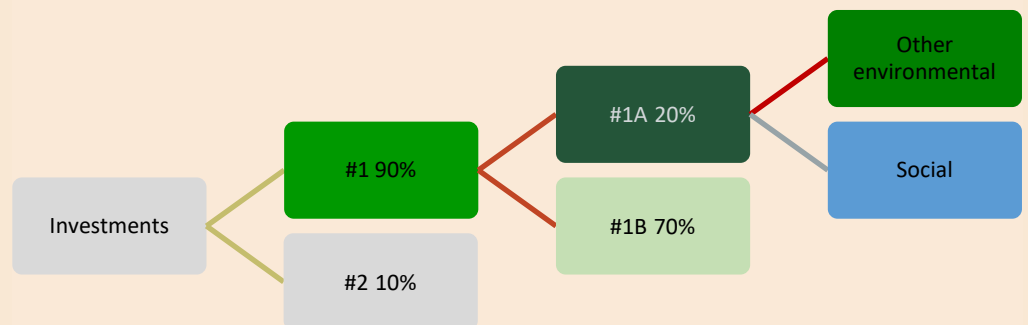 Investments
#1 90%
#2 10%
#1A 20%
#1B 70%
Other
environmental
Social